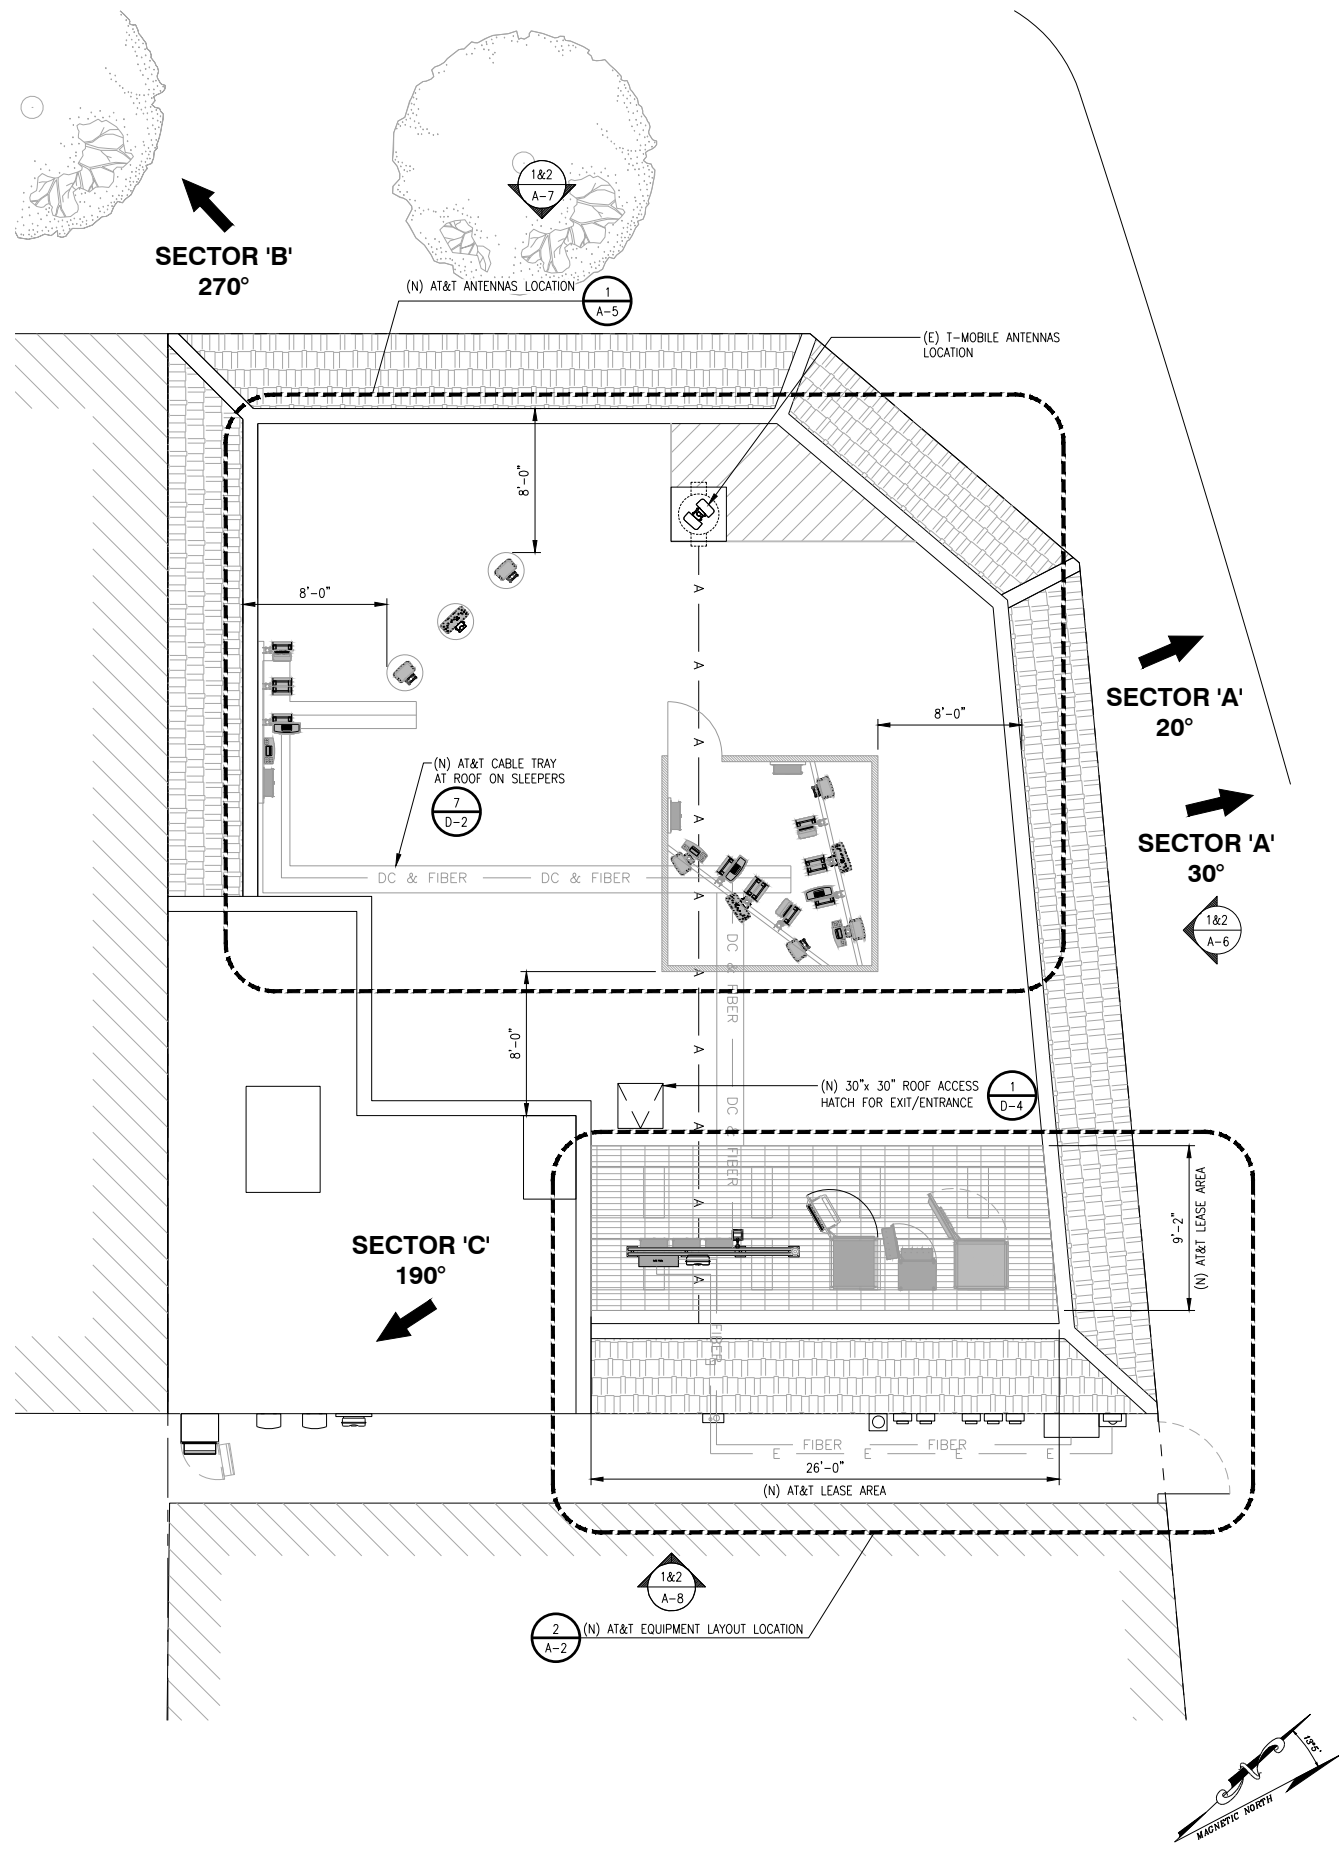 1&2
A-7
SECTOR 'B'
270°
(N) AT&T ANTENNAS LOCATION
1
A-5
(E) T-MOBILE ANTENNAS
LOCATION
8'-0"
8'-0"
A
A
SECTOR 'A'
20°
8'-0"
A
(N) AT&T CABLE TRAY
AT ROOF ON SLEEPERS
7
D-2
A
SECTOR 'A'
30°
DC & FIBER
DC & FIBER
A
1&2
A-6
DC & FIBER
A
8'-0"
A
(N) 30"x 30" ROOF ACCESS
HATCH FOR EXIT/ENTRANCE
1
D-4
DC & FIBER
A
A
9'-2"
(N) AT&T LEASE AREA
SECTOR 'C'
190°
A
FIBER
E
FIBER
FIBER
E
E
E
E
26'-0"
(N) AT&T LEASE AREA
1&2
A-8
2
A-2
(N) AT&T EQUIPMENT LAYOUT LOCATION
13°5'
MAGNETIC NORTH